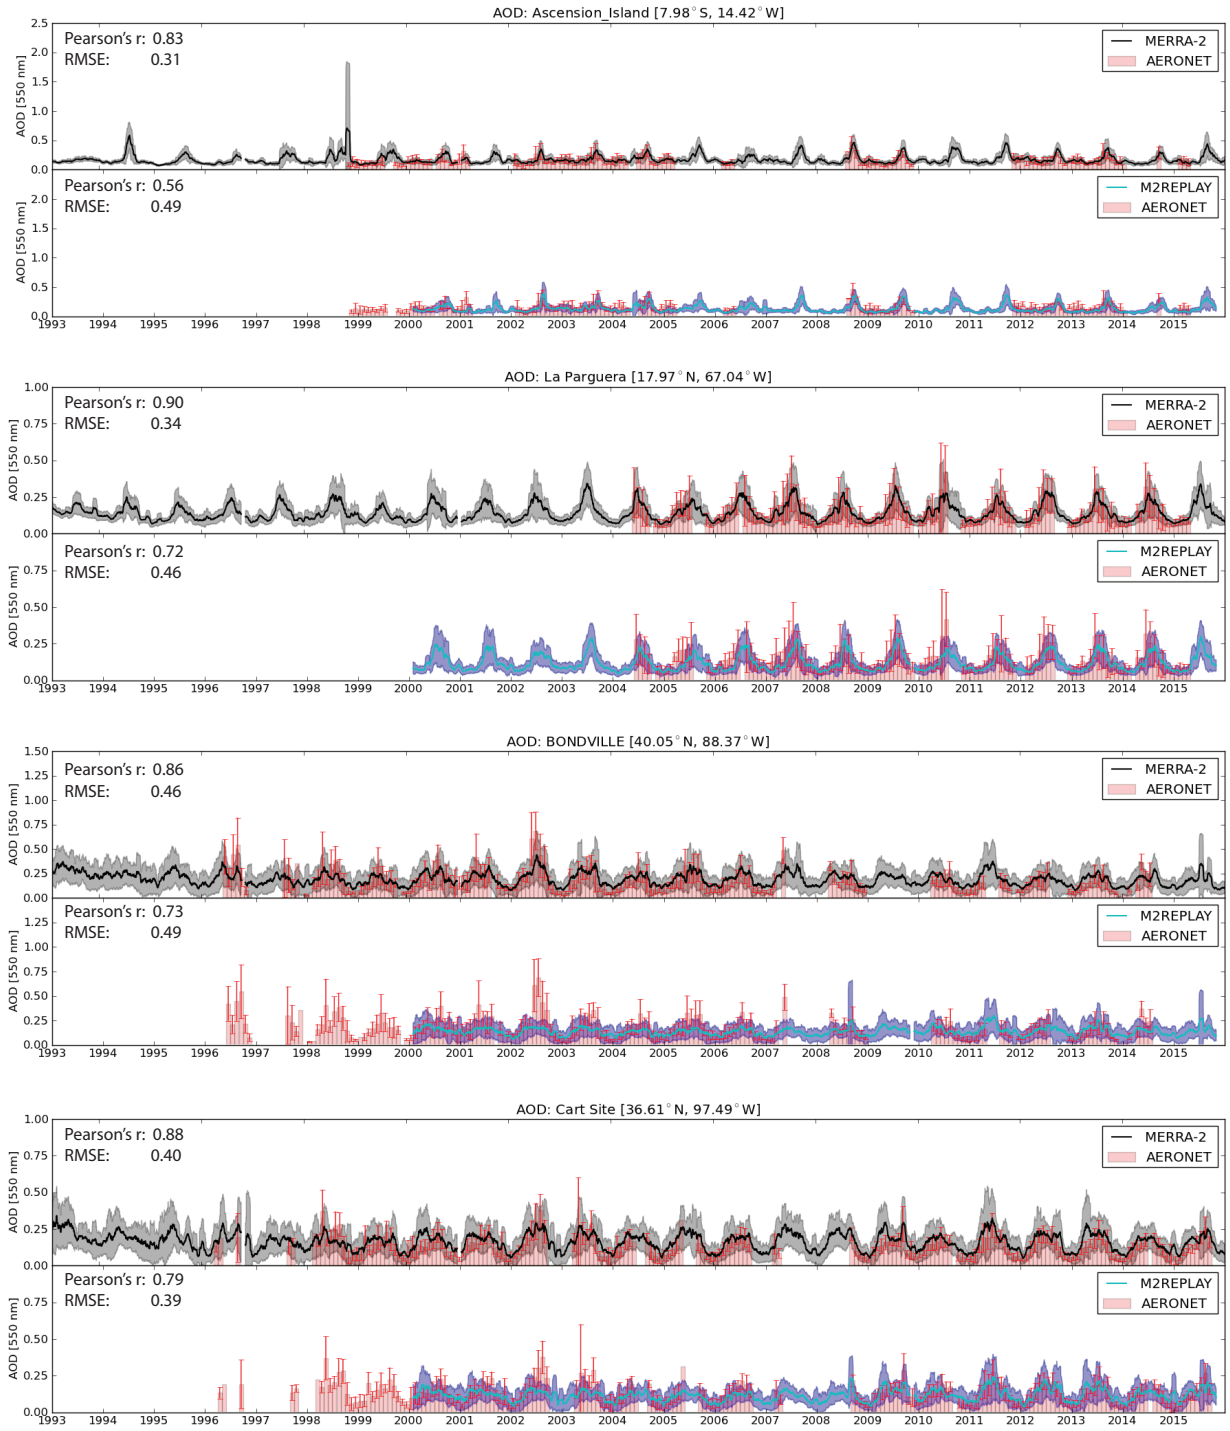 AOD: Ascension_Island [7.98°S, 14.42°W]
AOD [550 nm]
2.5
2.0
1.5
1.0
0.5
0.0
Pearson's r: 0.83
RMSE: 0.31
MERRA-2
AERONET
AOD [550 nm]
2.0
1.5
1.0
0.5
0.0
Pearson's r: 0.56
RMSE: 0.49
M2REPLAY
AERONET
1993 1994 1995 1996 1997 1998 1999 2000 2001 2002 2003 2004 2005 2006 2007 2008 2009 2010 2011 2012 2013 2014 2015
AOD: La Parguera [17.97°N, 67.04°W]
AOD [550 nm]
1.00
0.75
0.50
0.25
0.00
Pearson's r: 0.90
RMSE: 0.34
MERRA-2
AERONET
AOD [550 nm]
0.75
0.50
0.25
0.00
Pearson's r: 0.72
RMSE: 0.46
M2REPLAY
AERONET
1993 1994 1995 1996 1997 1998 1999 2000 2001 2002 2003 2004 2005 2006 2007 2008 2009 2010 2011 2012 2013 2014 2015
AOD: BONDVILLE [40.05°N, 88.37°W]
AOD [550 nm]
1.50
1.25
1.00
0.75
0.50
0.25
0.00
Pearson's r: 0.86
RMSE: 0.46
MERRA-2
AERONET
AOD [550 nm]
1.25
1.00
0.75
0.50
0.25
0.00
Pearson's r: 0.73
RMSE: 0.49
M2REPLAY
AERONET
1993 1994 1995 1996 1997 1998 1999 2000 2001 2002 2003 2004 2005 2006 2007 2008 2009 2010 2011 2012 2013 2014 2015
AOD: Cart Site [36.61°N, 97.49°W]
AOD [550 nm]
1.00
0.75
0.50
0.25
0.00
Pearson's r: 0.88
RMSE: 0.40
MERRA-2
AERONET
AOD [550 nm]
0.75
0.50
0.25
0.00
Pearson's r: 0.79
RMSE: 0.39
M2REPLAY
AERONET
1993 1994 1995 1996 1997 1998 1999 2000 2001 2002 2003 2004 2005 2006 2007 2008 2009 2010 2011 2012 2013 2014 2015